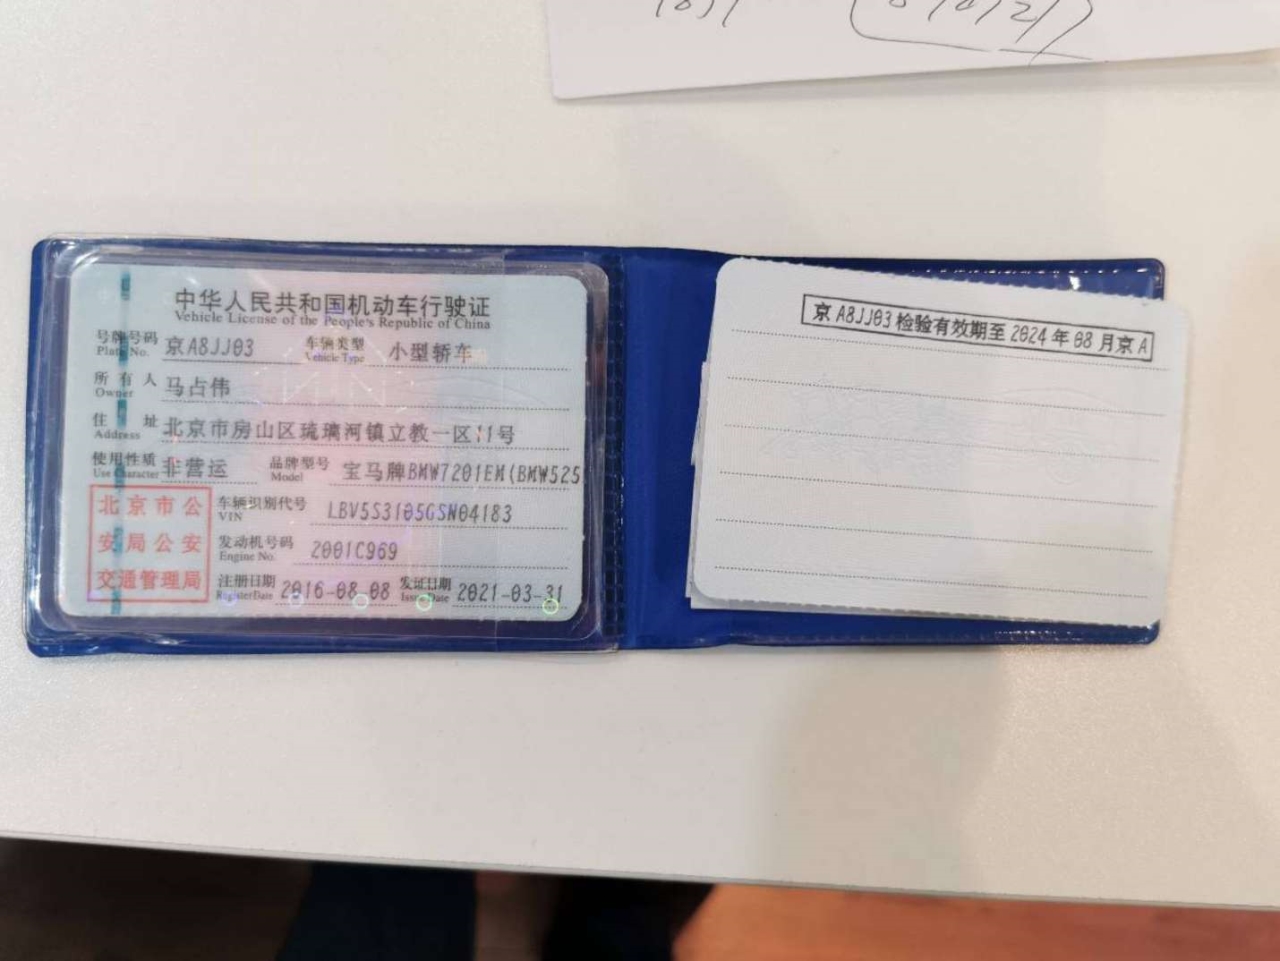 中华人民共和国机动车行驶证
Vehicle License of the People's Republic of China
号牌号码 京A8JJ03 车辆类型 小型轿车
Plate No. Vehicle Type
所有人 马占伟
Owner
住址 北京市房山区琉璃河镇立教一区11号
Address
使用性质 非营运 品牌型号 宝马牌BMW7201EM(BMW525
Use Character Model
北京市公
安局公安
交通管理局
车辆识别代号 LBV5S3105GSN04183
VIN
发动机号码 2001C969
Engine No.
注册日期 2016-08-08 发证日期 2021-03-31
Register Date Issue Date
京A8JJ03检验有效期至2024年08月京A